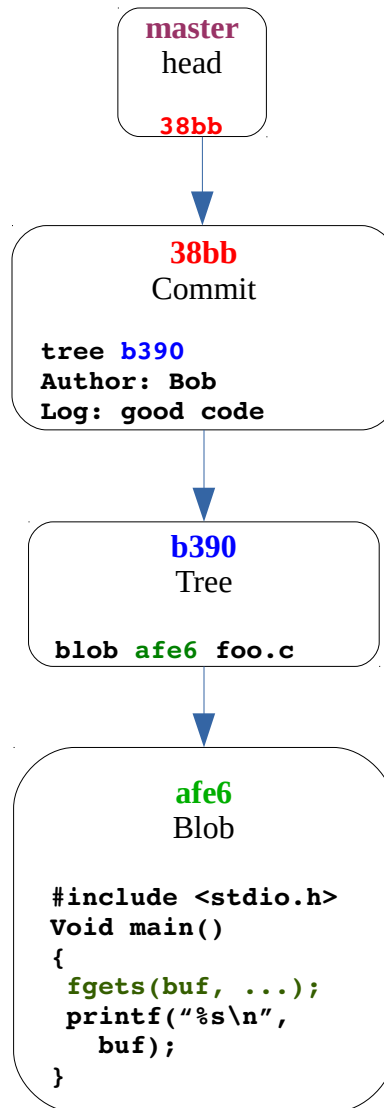 master
head
38bb
38bb
Commit
tree b390
Author: Bob
Log: good code
b390
Tree
blob afe6 foo.c
afe6
Blob
#include <stdio.h>
Void main()
{
fgets(buf, ...);
printf(“%s\n”,
buf);
}